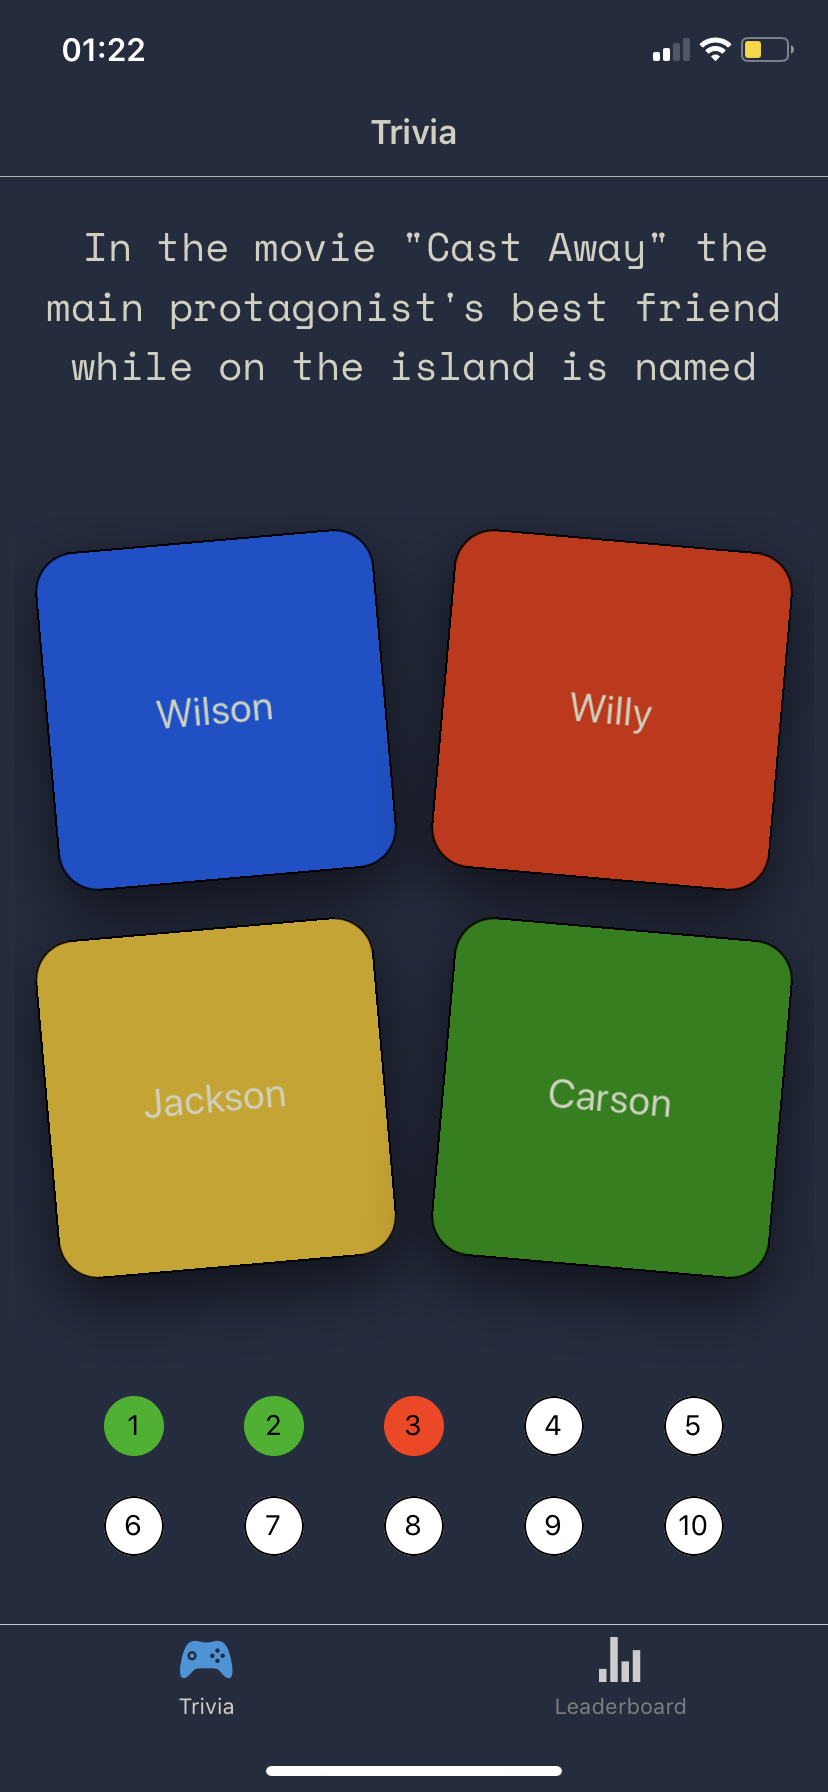 01:22
Trivia
In the movie "Cast Away" the
main protagonist's best friend
while on the island is named
Wilson
Willy
Jackson
Carson
1 2 3 4 5
6 7 8 9 10
Trivia
Leaderboard